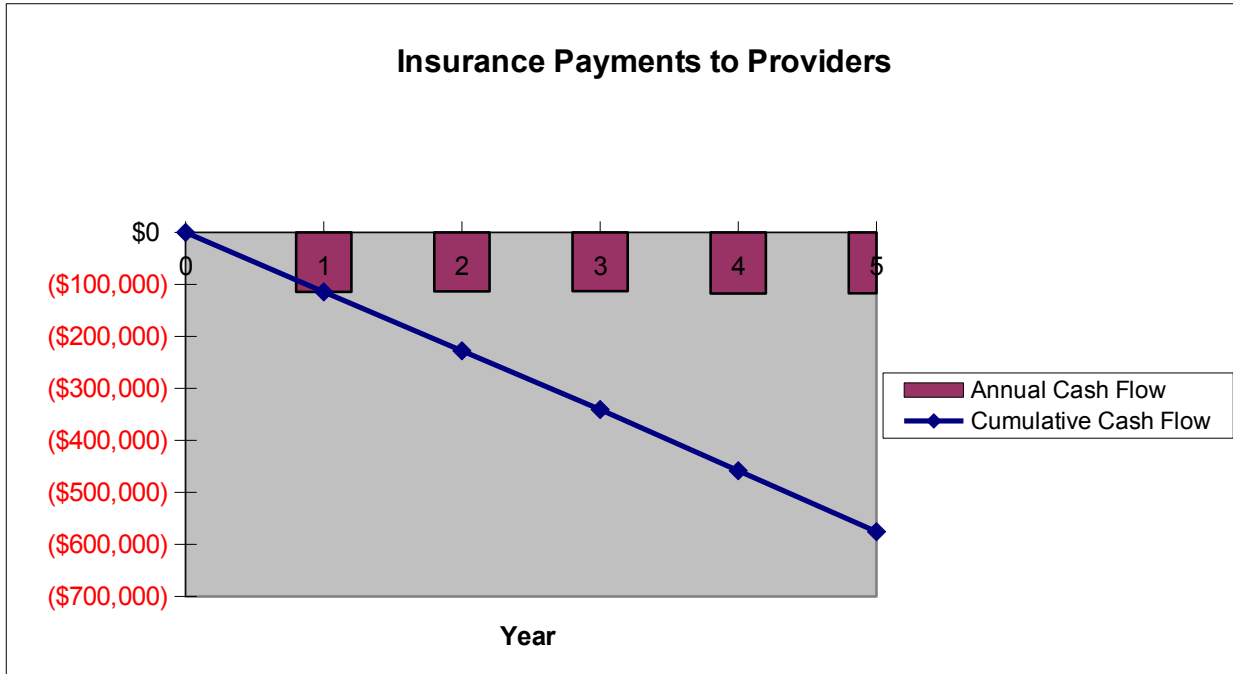 Insurance Payments to Providers
$0
0 1 2 3 4 5
($100,000)
($200,000)
($300,000)
($400,000)
($500,000)
($600,000)
($700,000)
Year
Annual Cash Flow
Cumulative Cash Flow